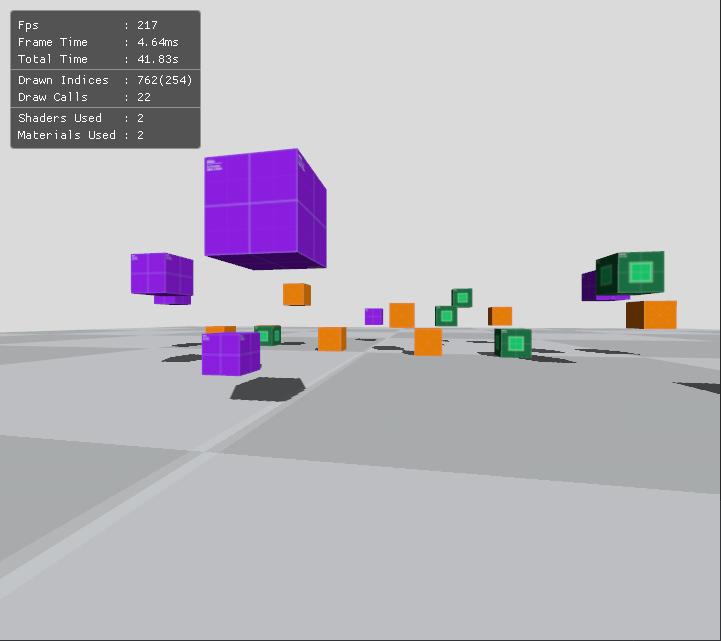 Fps : 217
Frame Time : 4.64ms
Total Time : 41.83s
Drawn Indices : 762(254)
Draw Calls : 22
Shaders Used : 2
Materials Used : 2